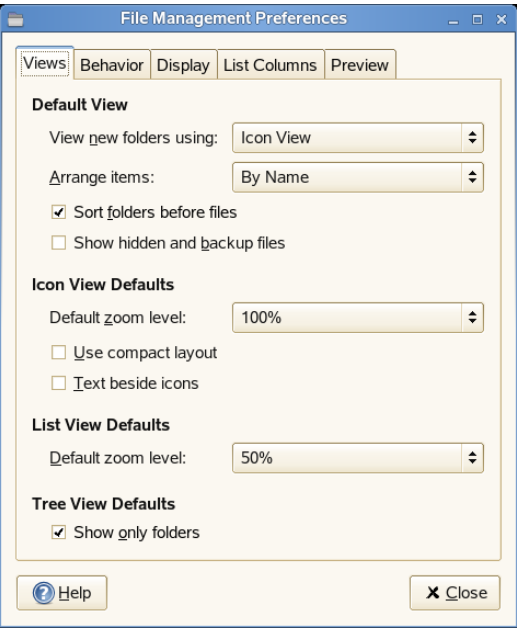 File Management Preferences
Views Behavior Display List Columns Preview
Default View
View new folders using: Icon View
Arrange items: By Name
Sort folders before files
Show hidden and backup files
Icon View Defaults
Default zoom level: 100%
Use compact layout
Text beside icons
List View Defaults
Default zoom level: 50%
Tree View Defaults
Show only folders
Help Close